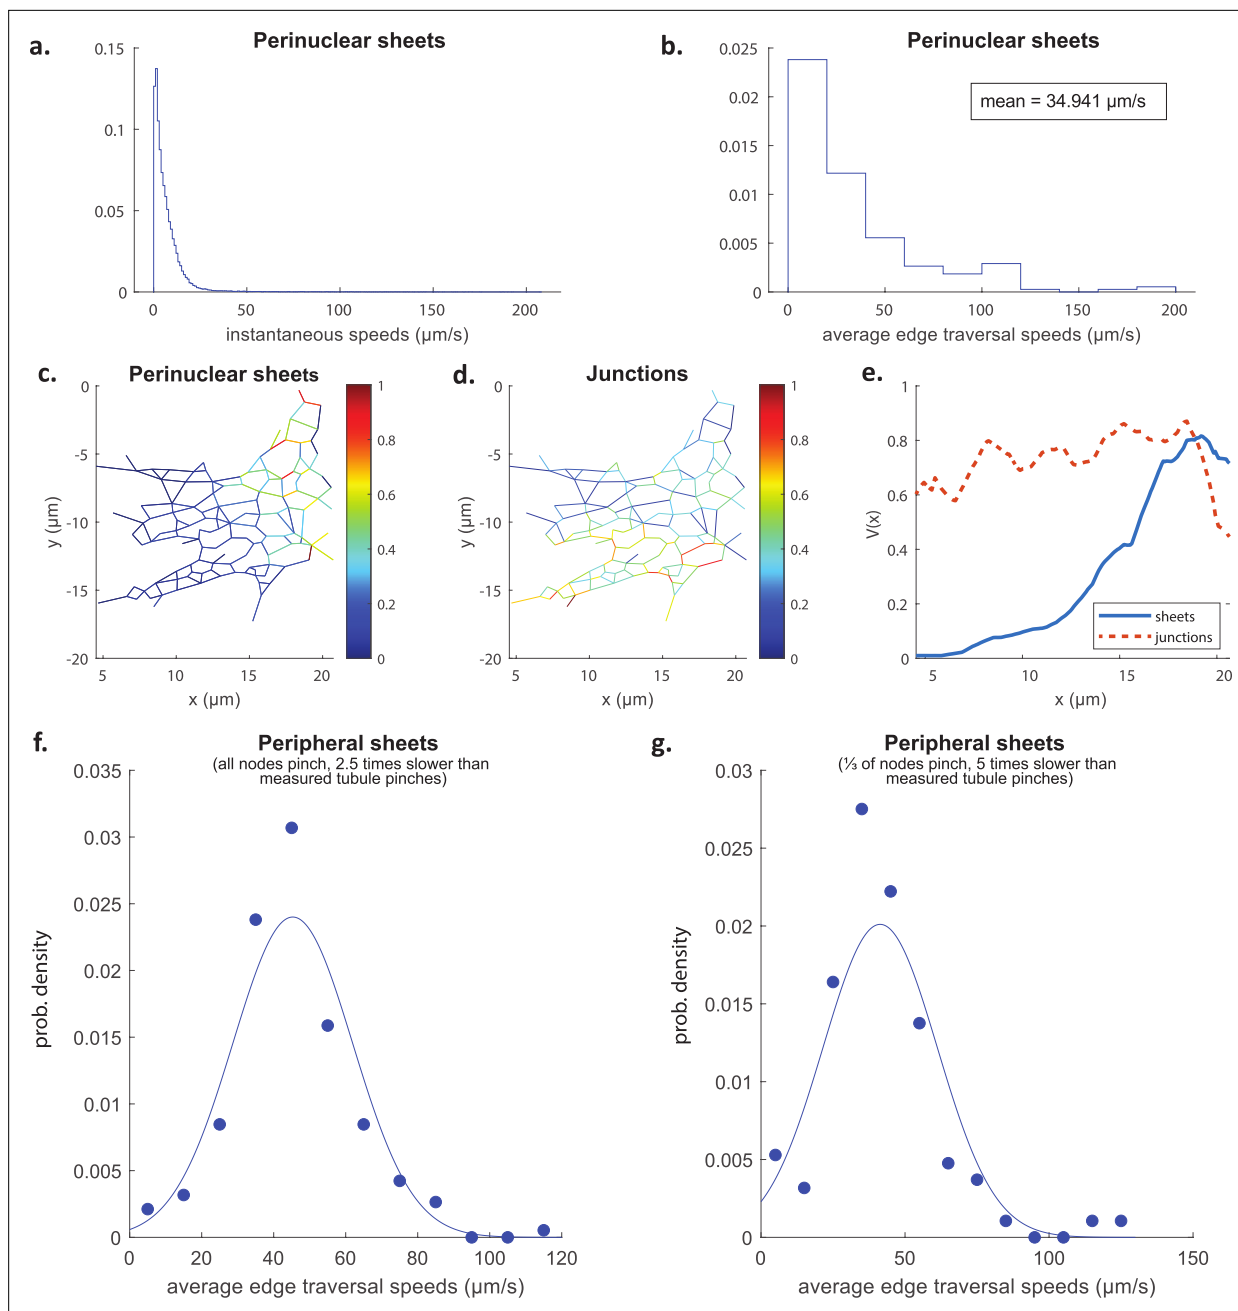 a.
Perinuclear sheets
0.15
0.1
0.05
0
0
50
100
150
200
instantaneous speeds (µm/s)
b.
Perinuclear sheets
mean = 34.941 µm/s
0.025
0.02
0.015
0.01
0.005
0
0
50
100
150
200
average edge traversal speeds (µm/s)
c.
Perinuclear sheets
0
-5
-10
-15
-20
y (µm)
5
10
15
20
x (µm)
1
0.8
0.6
0.4
0.2
0
d.
Junctions
0
-5
-10
-15
-20
y (µm)
5
10
15
20
x (µm)
1
0.8
0.6
0.4
0.2
0
e.
1
0.8
0.6
0.4
0.2
0
V(x)
sheets
junctions
10
15
20
x (µm)
f.
Peripheral sheets
(all nodes pinch, 2.5 times slower than
measured tubule pinches)
0.035
0.03
0.025
0.02
0.015
0.01
0.005
0
prob. density
0
20
40
60
80
100
120
average edge traversal speeds (µm/s)
g.
Peripheral sheets
(⅓ of nodes pinch, 5 times slower than
measured tubule pinches)
0.03
0.025
0.02
0.015
0.01
0.005
0
prob. density
0
50
100
150
average edge traversal speeds (µm/s)